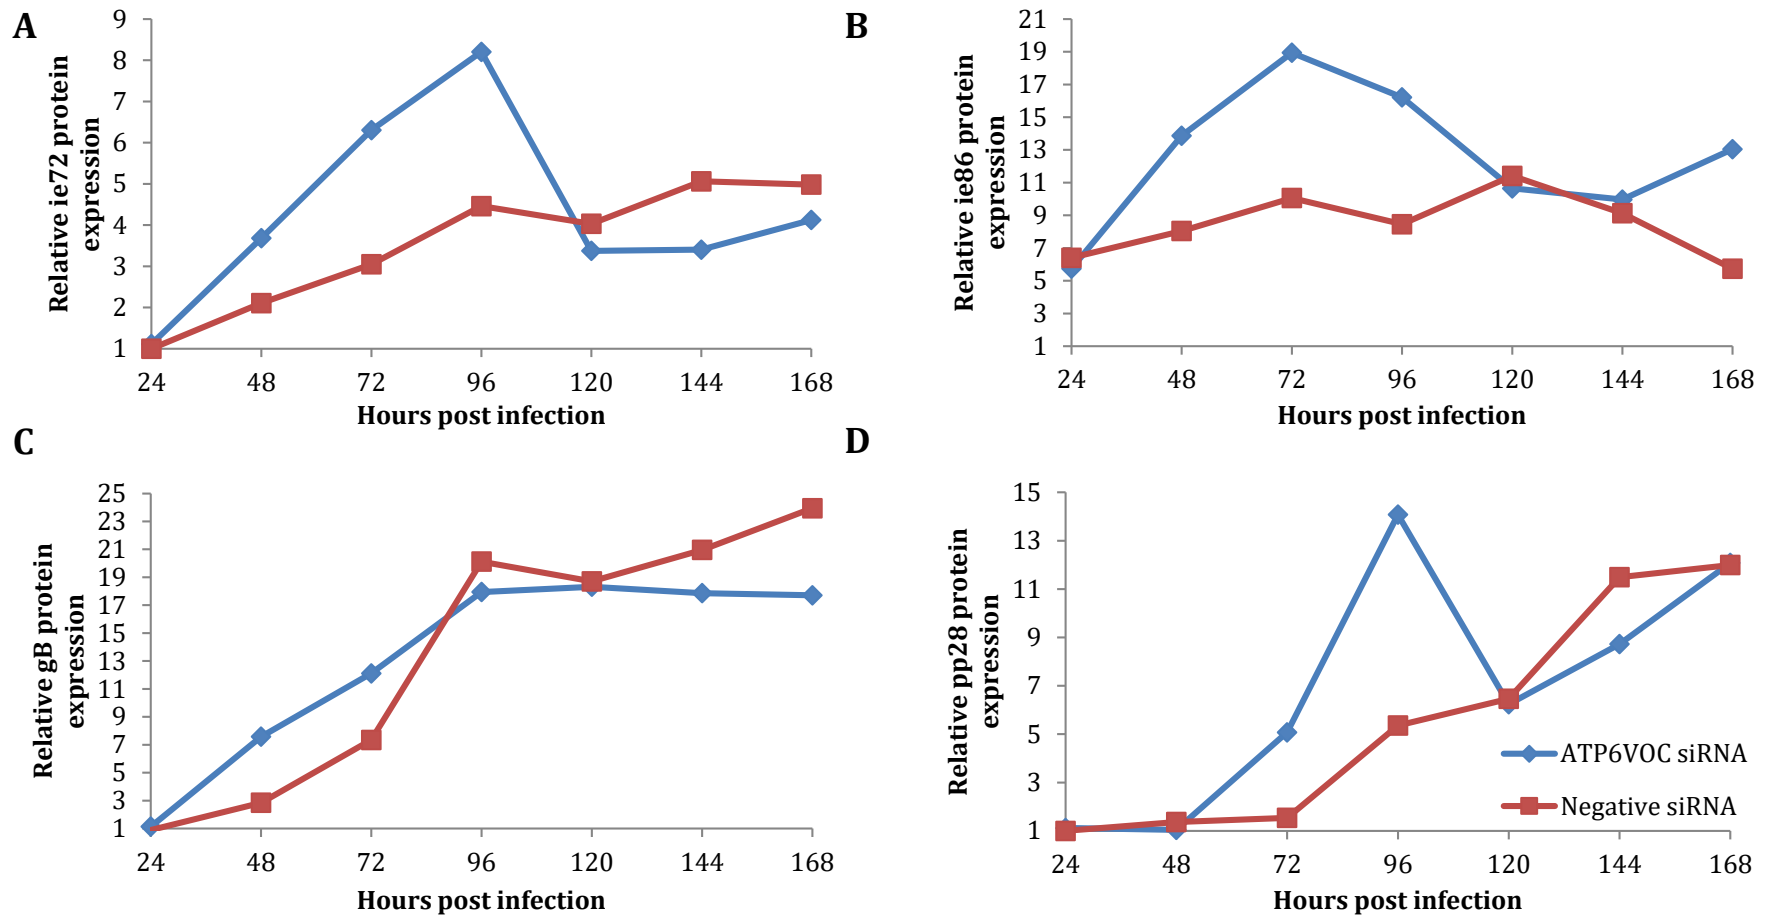 A
Relative ie72 protein
expression
9
8
7
6
5
4
3
2
1
24 48 72 96 120 144 168
Hours post infection
B
Relative ie86 protein
expression
21
19
17
15
13
11
9
7
5
3
1
24 48 72 96 120 144 168
Hours post infection
C
Relative gB protein
expression
25
23
21
19
17
15
13
11
9
7
5
3
1
24 48 72 96 120 144 168
Hours post infection
D
Relative pp28 protein
expression
15
13
11
9
7
5
3
1
24 48 72 96 120 144 168
Hours post infection
ATP6VOC siRNA
Negative siRNA